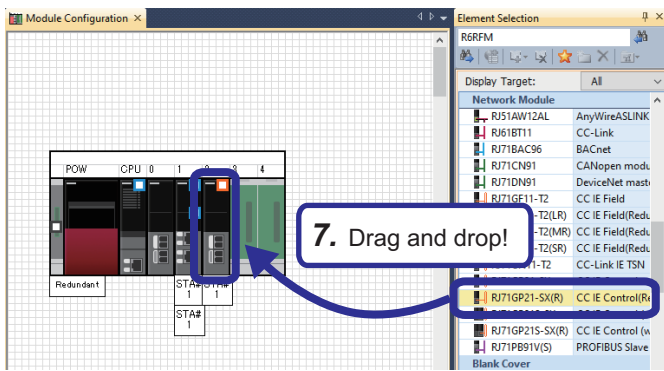 Module Configuration
Element Selection
R6RFM
Display Target: All
Network Module
RJ51AW12AL AnyWireASLINK
RJ61BT11 CC-Link
RJ71BAC96 BACnet
RJ71CN91 CANopen modu
RJ71DN91 DeviceNet mast
RJ71GF11-T2 CC IE Field
-T2(LR) CC IE Field(Redu
-T2(MR) CC IE Field(Redu
-T2(SR) CC IE Field(Redu
-T2 CC-Link IE TSN
RJ71GP21-SX(R) CC IE Control(Re
RJ71GP21S-SX(R) CC IE Control (w
RJ71PB91V(S) PROFIBUS Slave
Blank Cover
POW CPU 0 1 2 3 4
Redundant STA# STA#
1 1
STA#
1
7. Drag and drop!